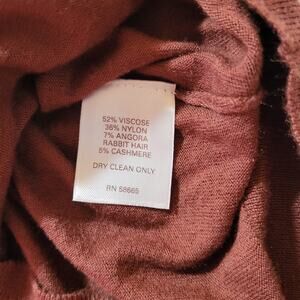 52% VISCOSE
36% NYLON
7% ANGORA
RABBIT HAIR
5% CASHMERE
DRY CLEAN ONLY
RN 58665